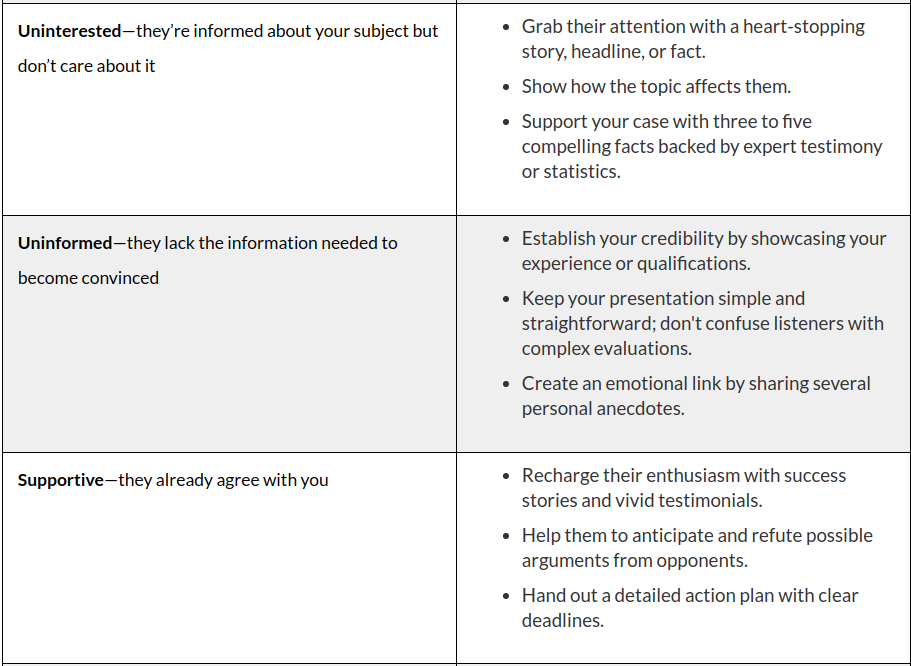 Uninterested—they’re informed about your subject but
don’t care about it
• Grab their attention with a heart-stopping
story, headline, or fact.
• Show how the topic affects them.
• Support your case with three to five
compelling facts backed by expert testimony
or statistics.
Uninformed—they lack the information needed to
become convinced
• Establish your credibility by showcasing your
experience or qualifications.
• Keep your presentation simple and
straightforward; don't confuse listeners with
complex evaluations.
• Create an emotional link by sharing several
personal anecdotes.
Supportive—they already agree with you
• Recharge their enthusiasm with success
stories and vivid testimonials.
• Help them to anticipate and refute possible
arguments from opponents.
• Hand out a detailed action plan with clear
deadlines.